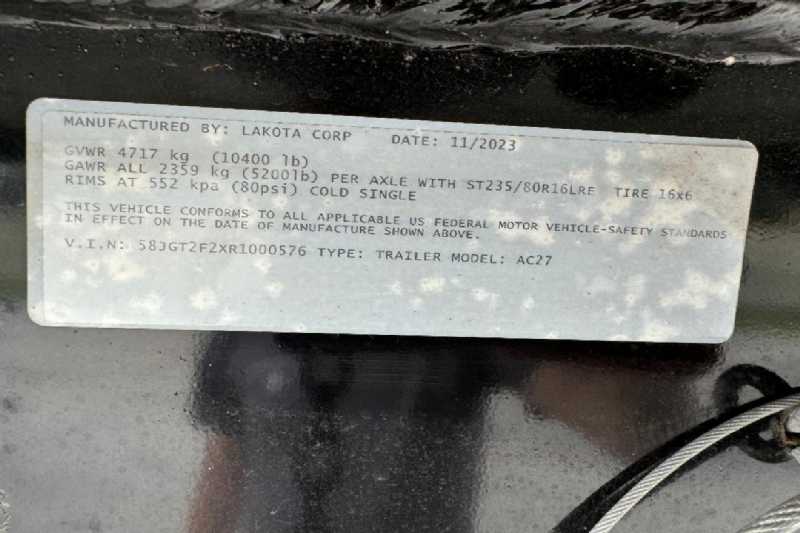 MANUFACTURED BY: LAKOTA CORP DATE: 11/2023
GVWR 4717 kg (10400 lb)
GAWR ALL 2359 kg (5200lb) PER AXLE WITH ST235/80R16LRE TIRE 16x6
RIMS AT 552 kpa (80psi) COLD SINGLE
THIS VEHICLE CONFORMS TO ALL APPLICABLE US FEDERAL MOTOR VEHICLE-SAFETY STANDARDS
IN EFFECT ON THE DATE OF MANUFACTURE SHOWN ABOVE.
V.I.N: 58JGT2F2XR1000576 TYPE: TRAILER MODEL: AC27